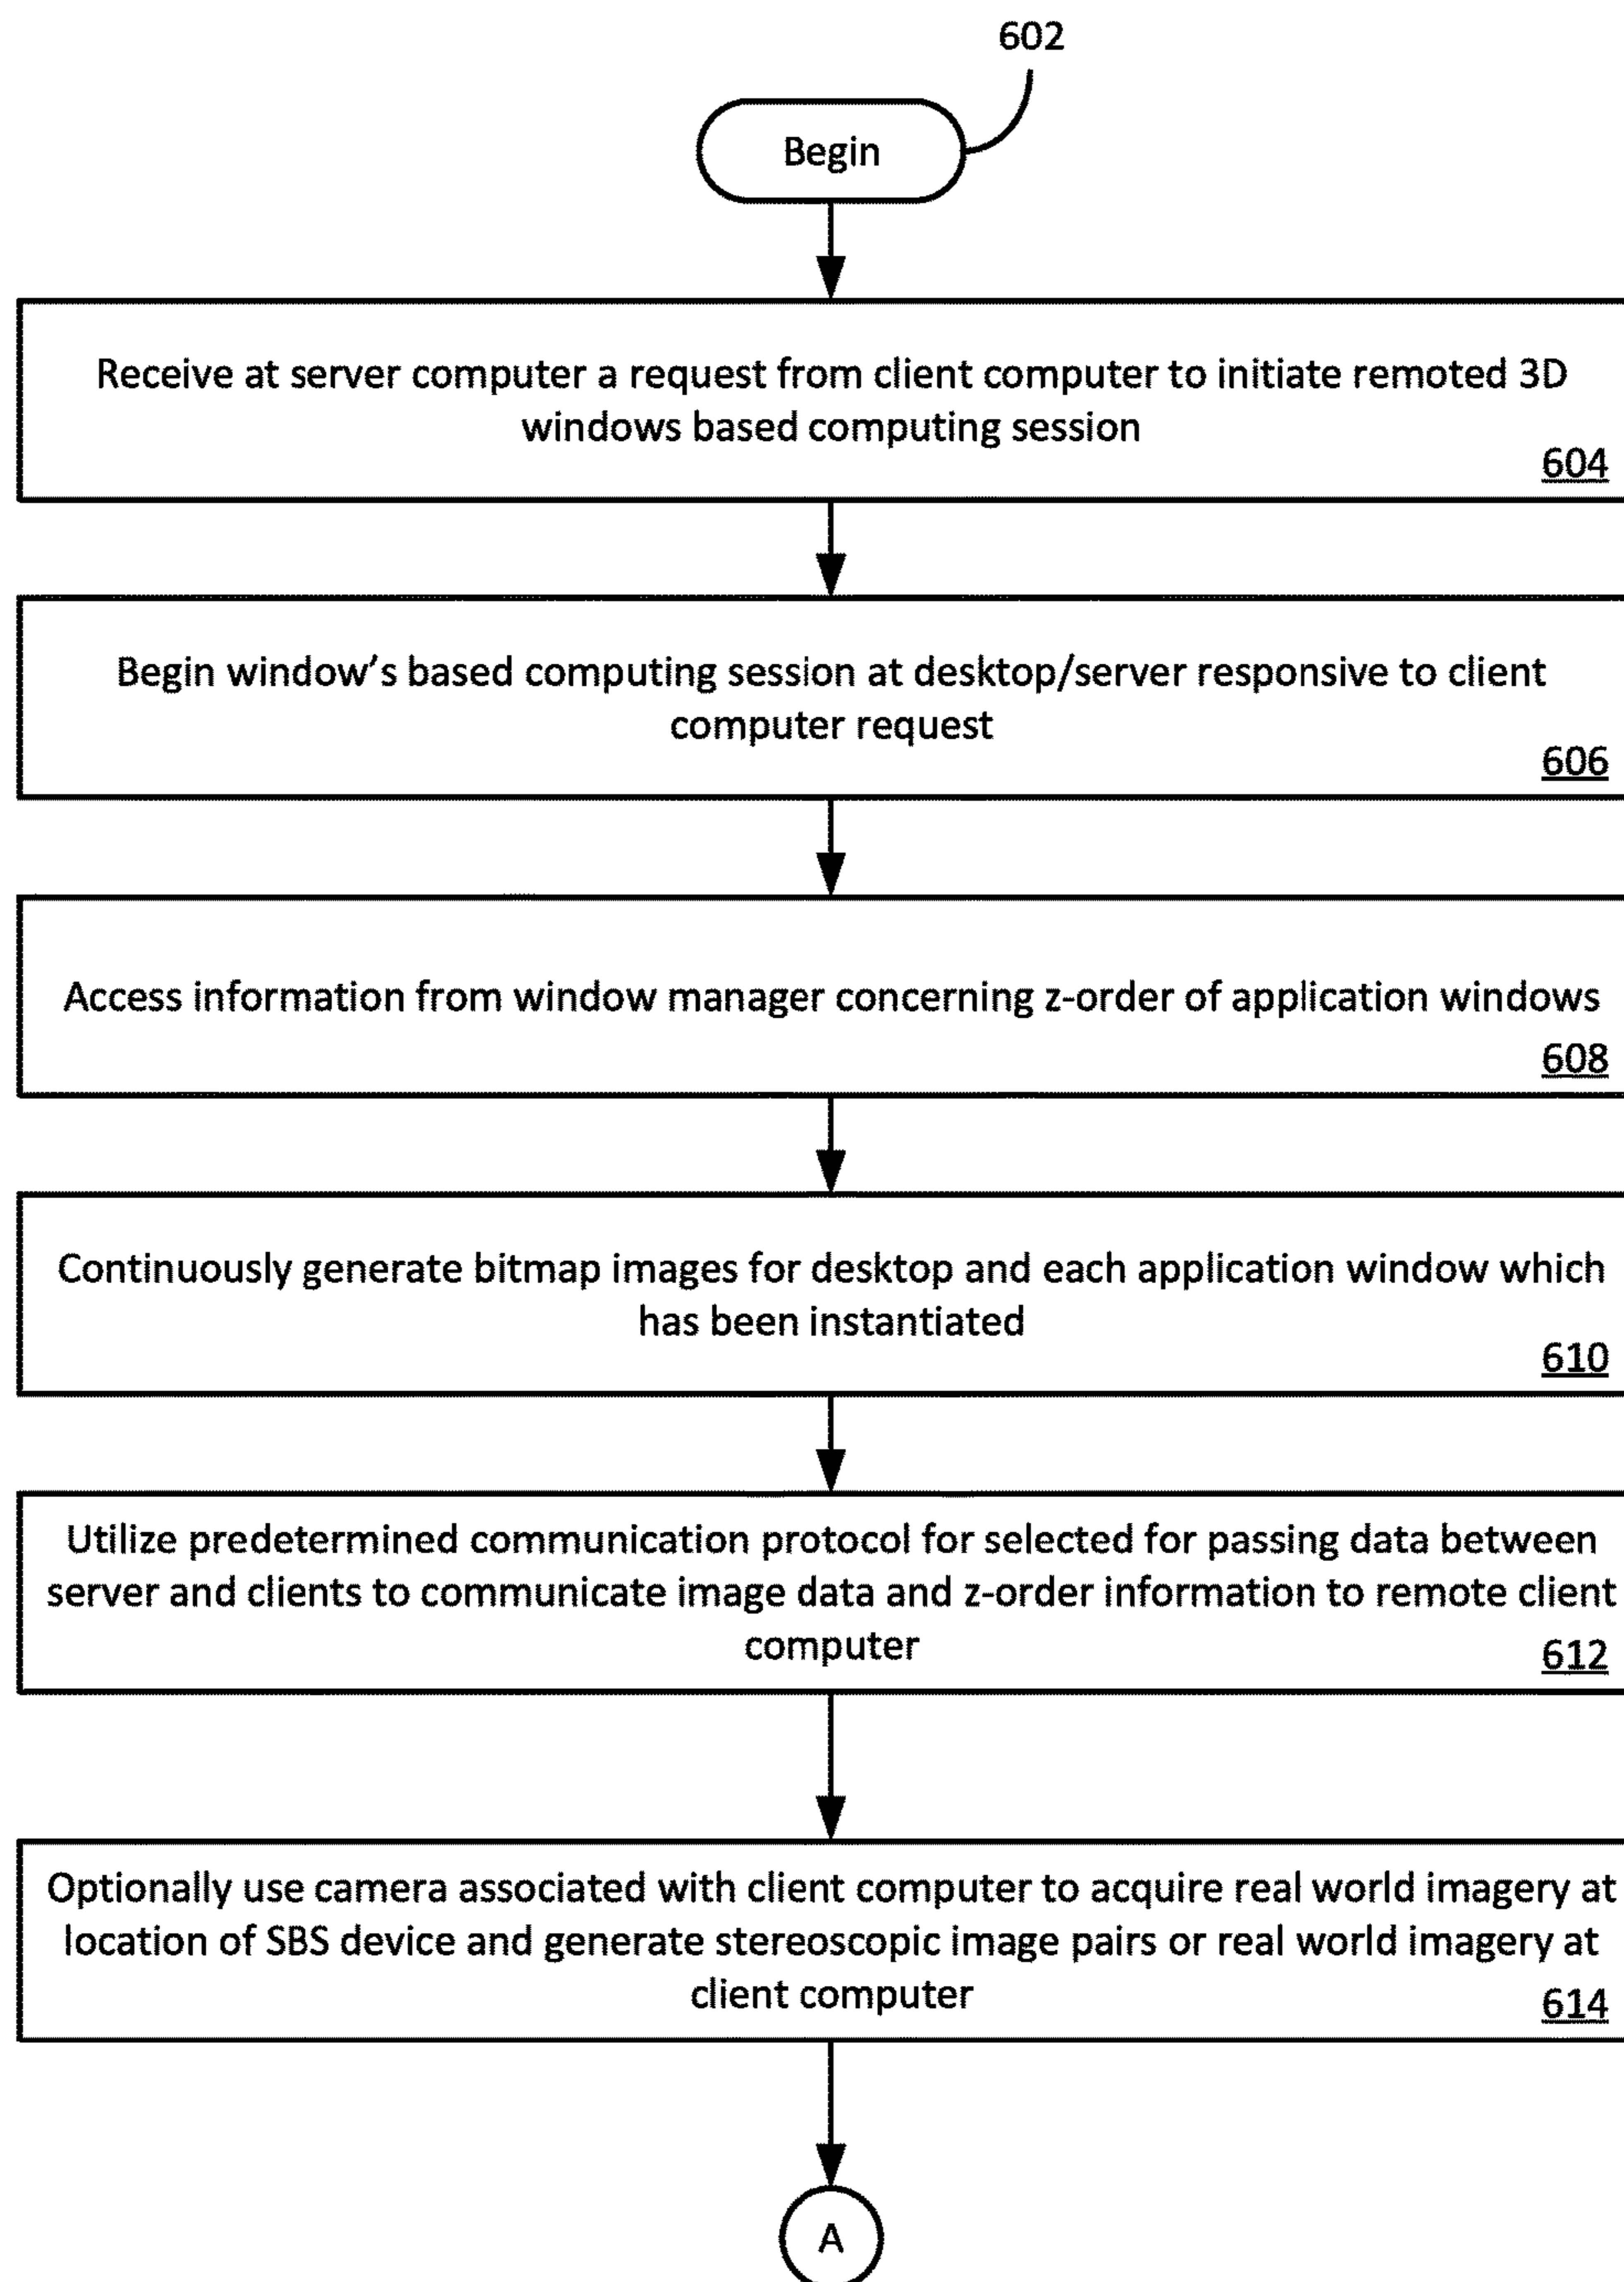 602
Begin
Receive at server computer a request from client computer to initiate remoted 3D
windows based computing session
604
Begin window's based computing session at desktop/server responsive to client
computer request
606
Access information from window manager concerning z-order of application windows
608
Continuously generate bitmap images for desktop and each application window which
has been instantiated
610
Utilize predetermined communication protocol for selected for passing data between
server and clients to communicate image data and z-order information to remote client
computer
612
Optionally use camera associated with client computer to acquire real world imagery at
location of SBS device and generate stereoscopic image pairs or real world imagery at
client computer
614
A